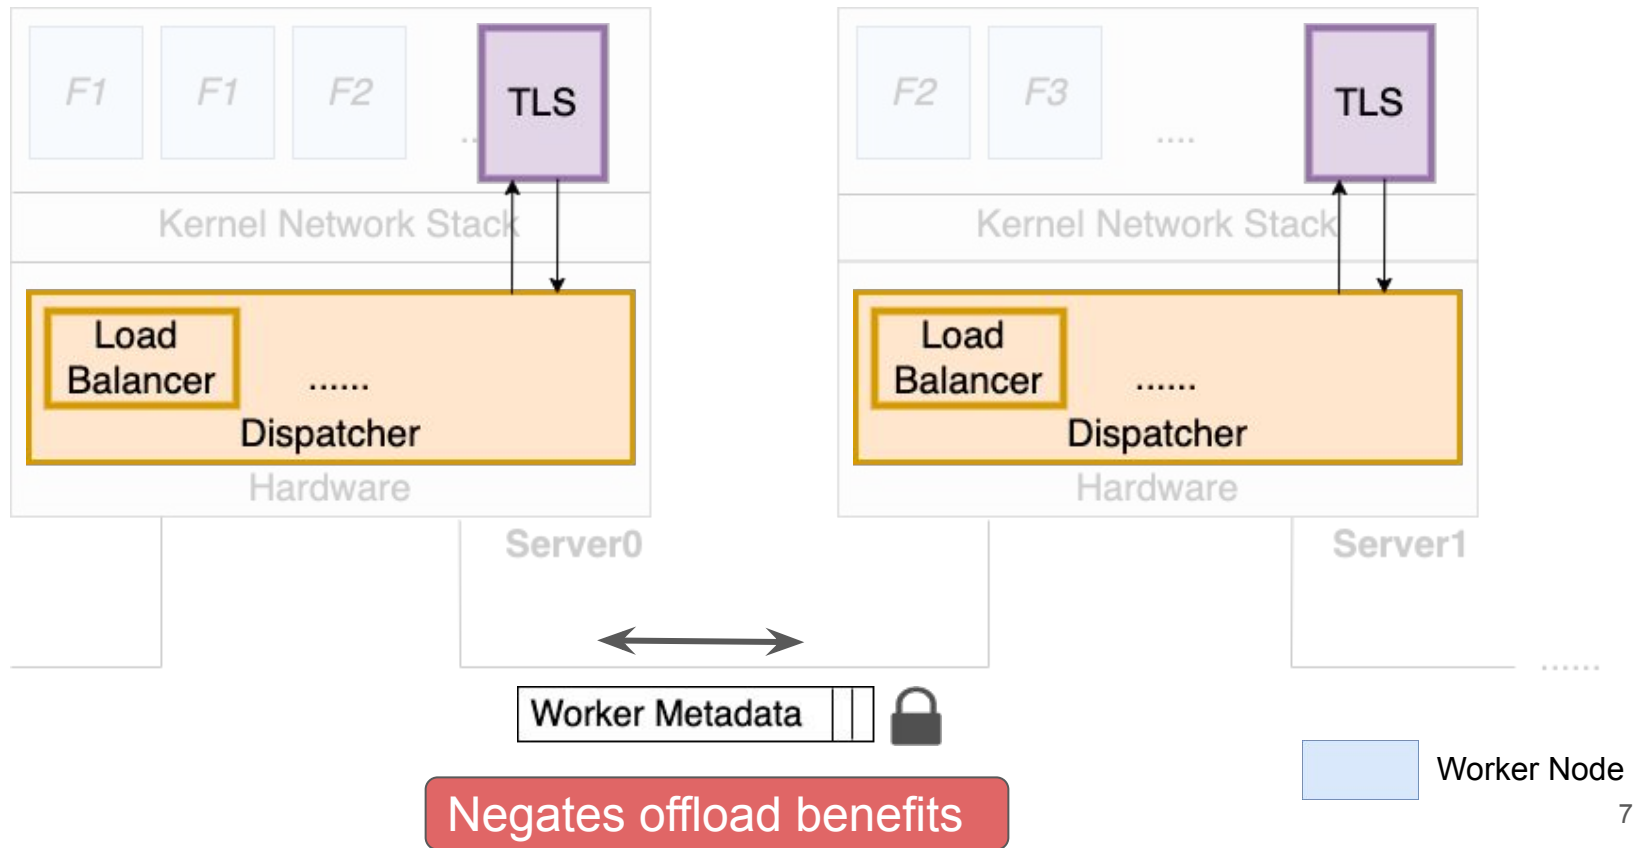 F1 F1 F2 .. TLS
Kernel Network Stack
Load
Balancer ......
Dispatcher
Hardware
Server0
F2 F3 .... TLS
Kernel Network Stack
Load
Balancer ......
Dispatcher
Hardware
Server1
......
Worker Metadata
Negates offload benefits
Worker Node
7